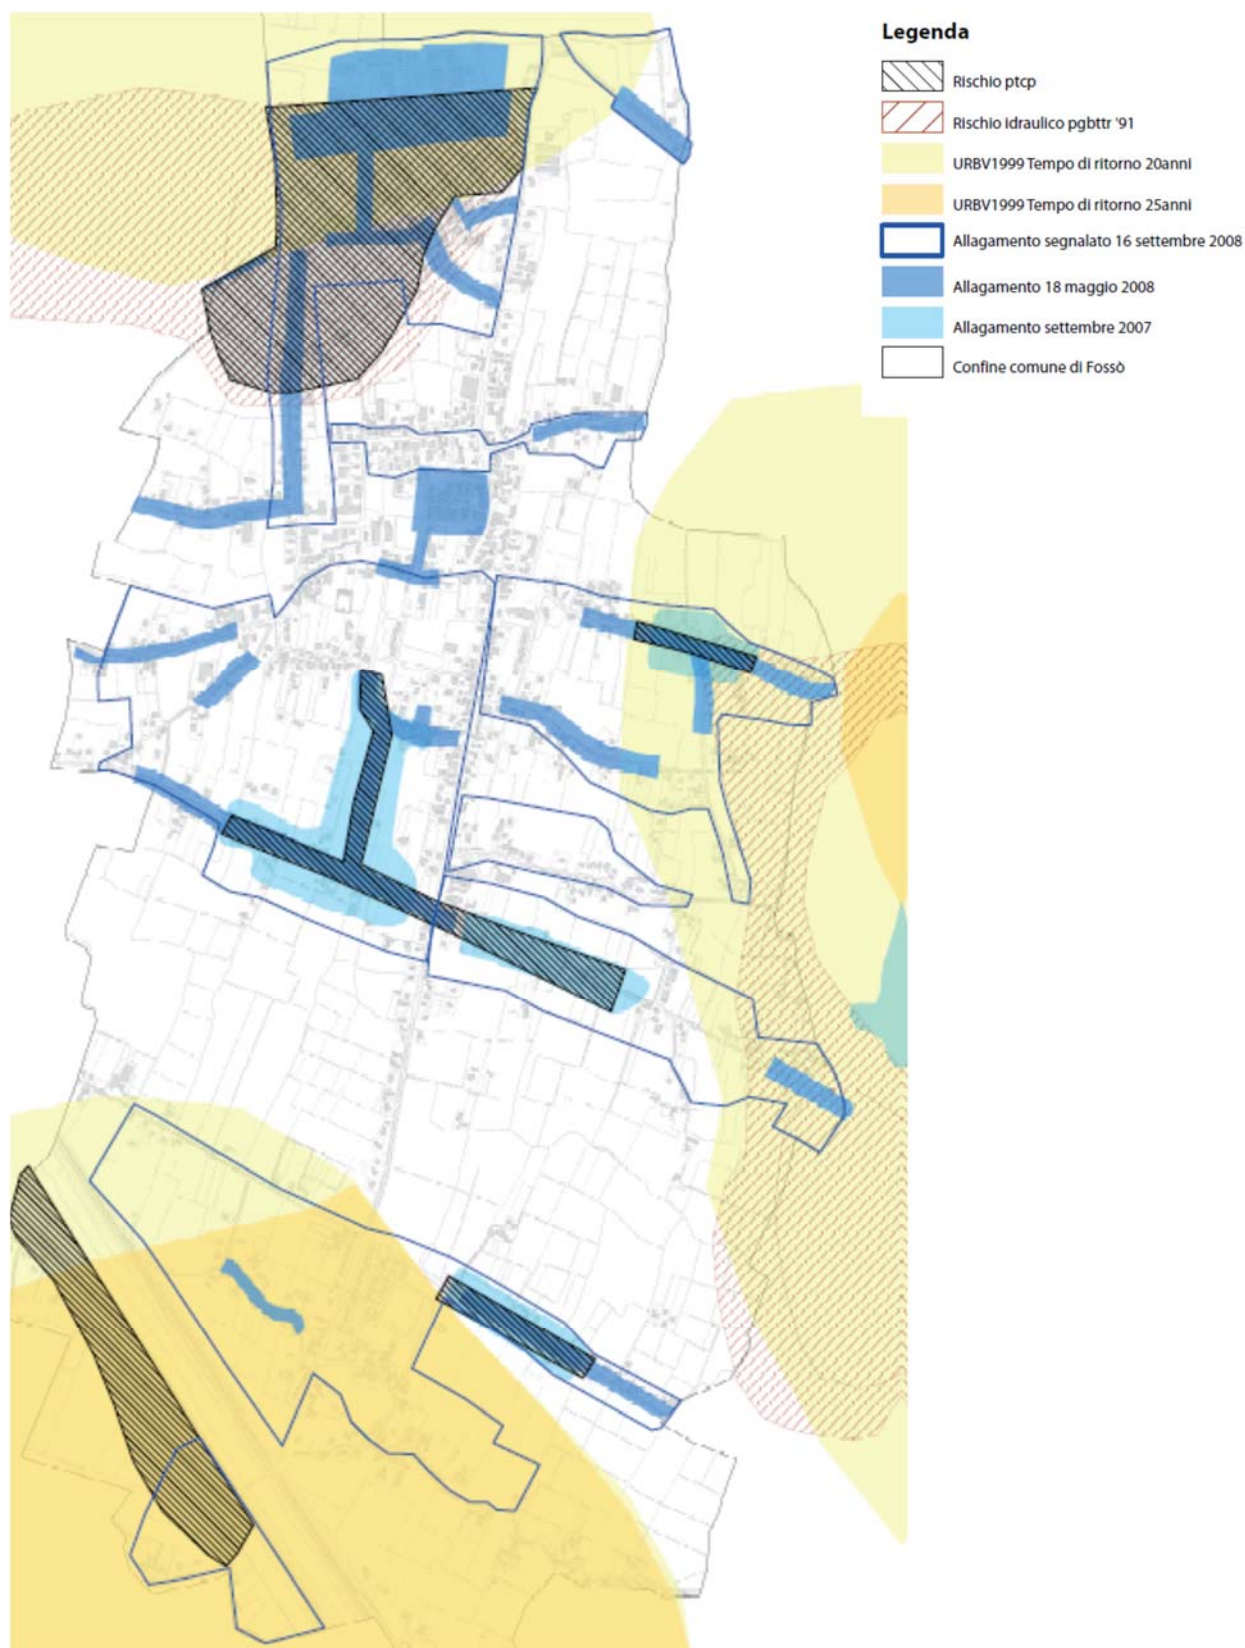 Legenda
Rischio ptcp
Rischio idraulico pgbttr '91
URBV1999 Tempo di ritorno 20anni
URBV1999 Tempo di ritorno 25anni
Allagamento segnalato 16 settembre 2008
Allagamento 18 maggio 2008
Allagamento settembre 2007
Confine comune di Fossò